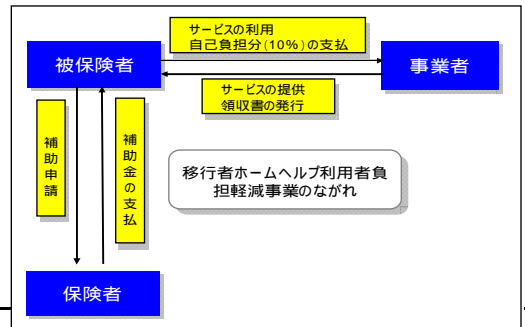 サービスの利用
自己負担分(10%)の支払
被保険者
事業者
サービスの提供
領収書の発行
補助申請
補助金の支払
移行者ホームヘルプ利用者負
担軽減事業のながれ
保険者